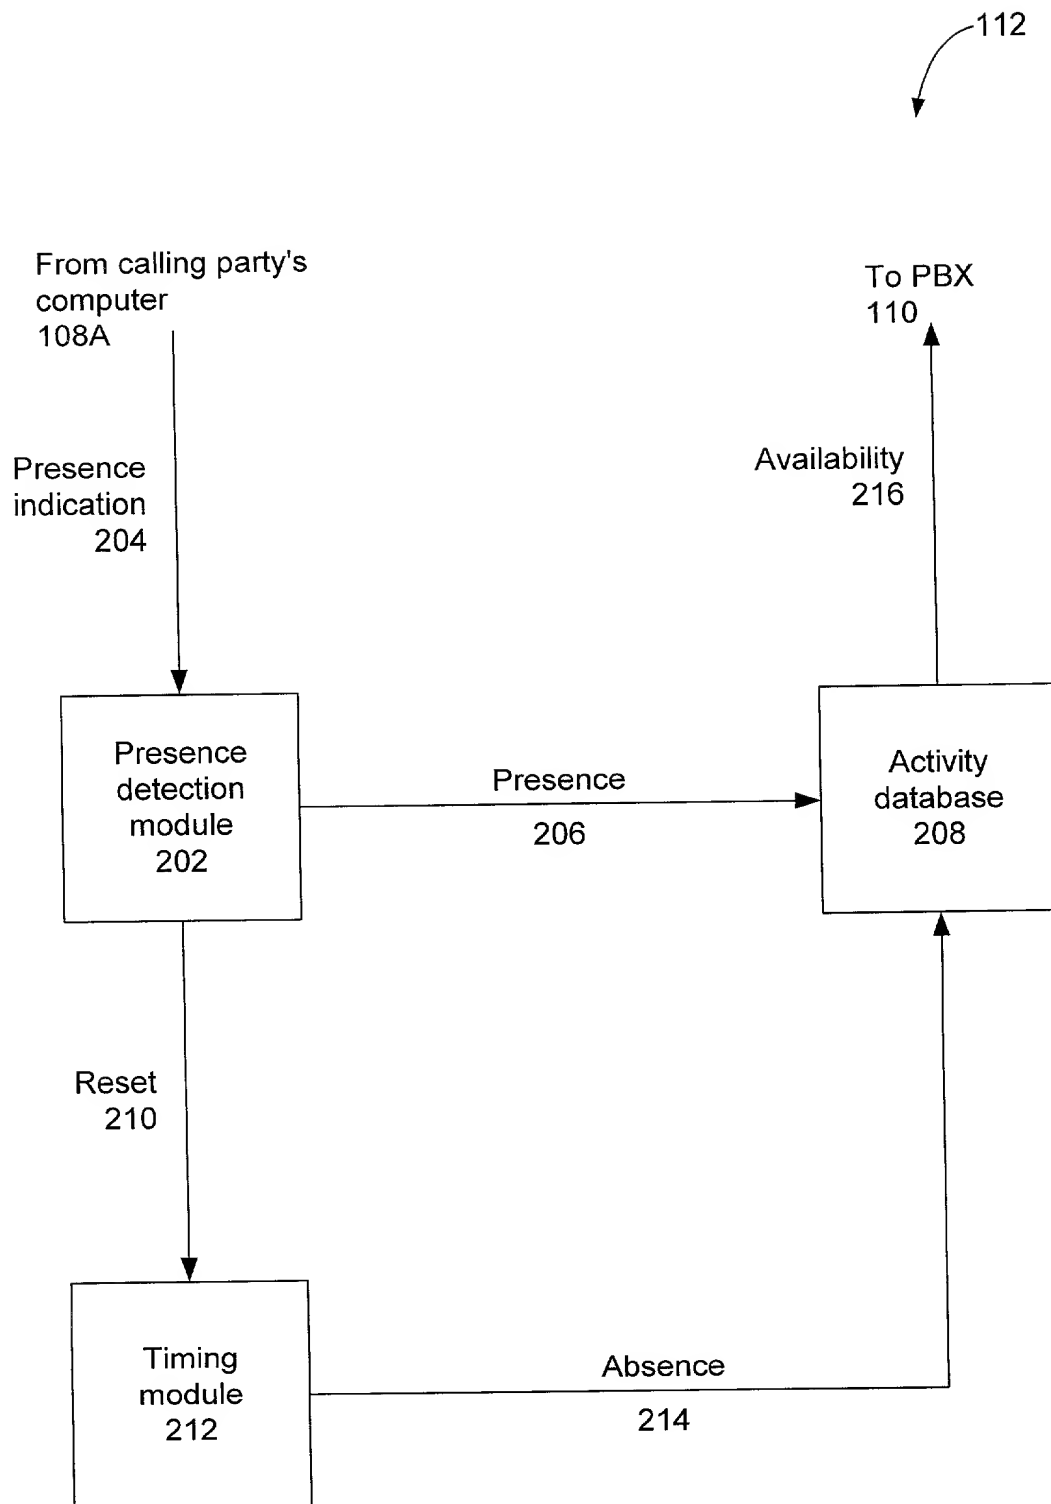 112
From calling party's
computer
108A
To PBX
110
Presence
indication
204
Availability
216
Presence
detection
module
202
Presence
206
Activity
database
208
Reset
210
Timing
module
212
Absence
214